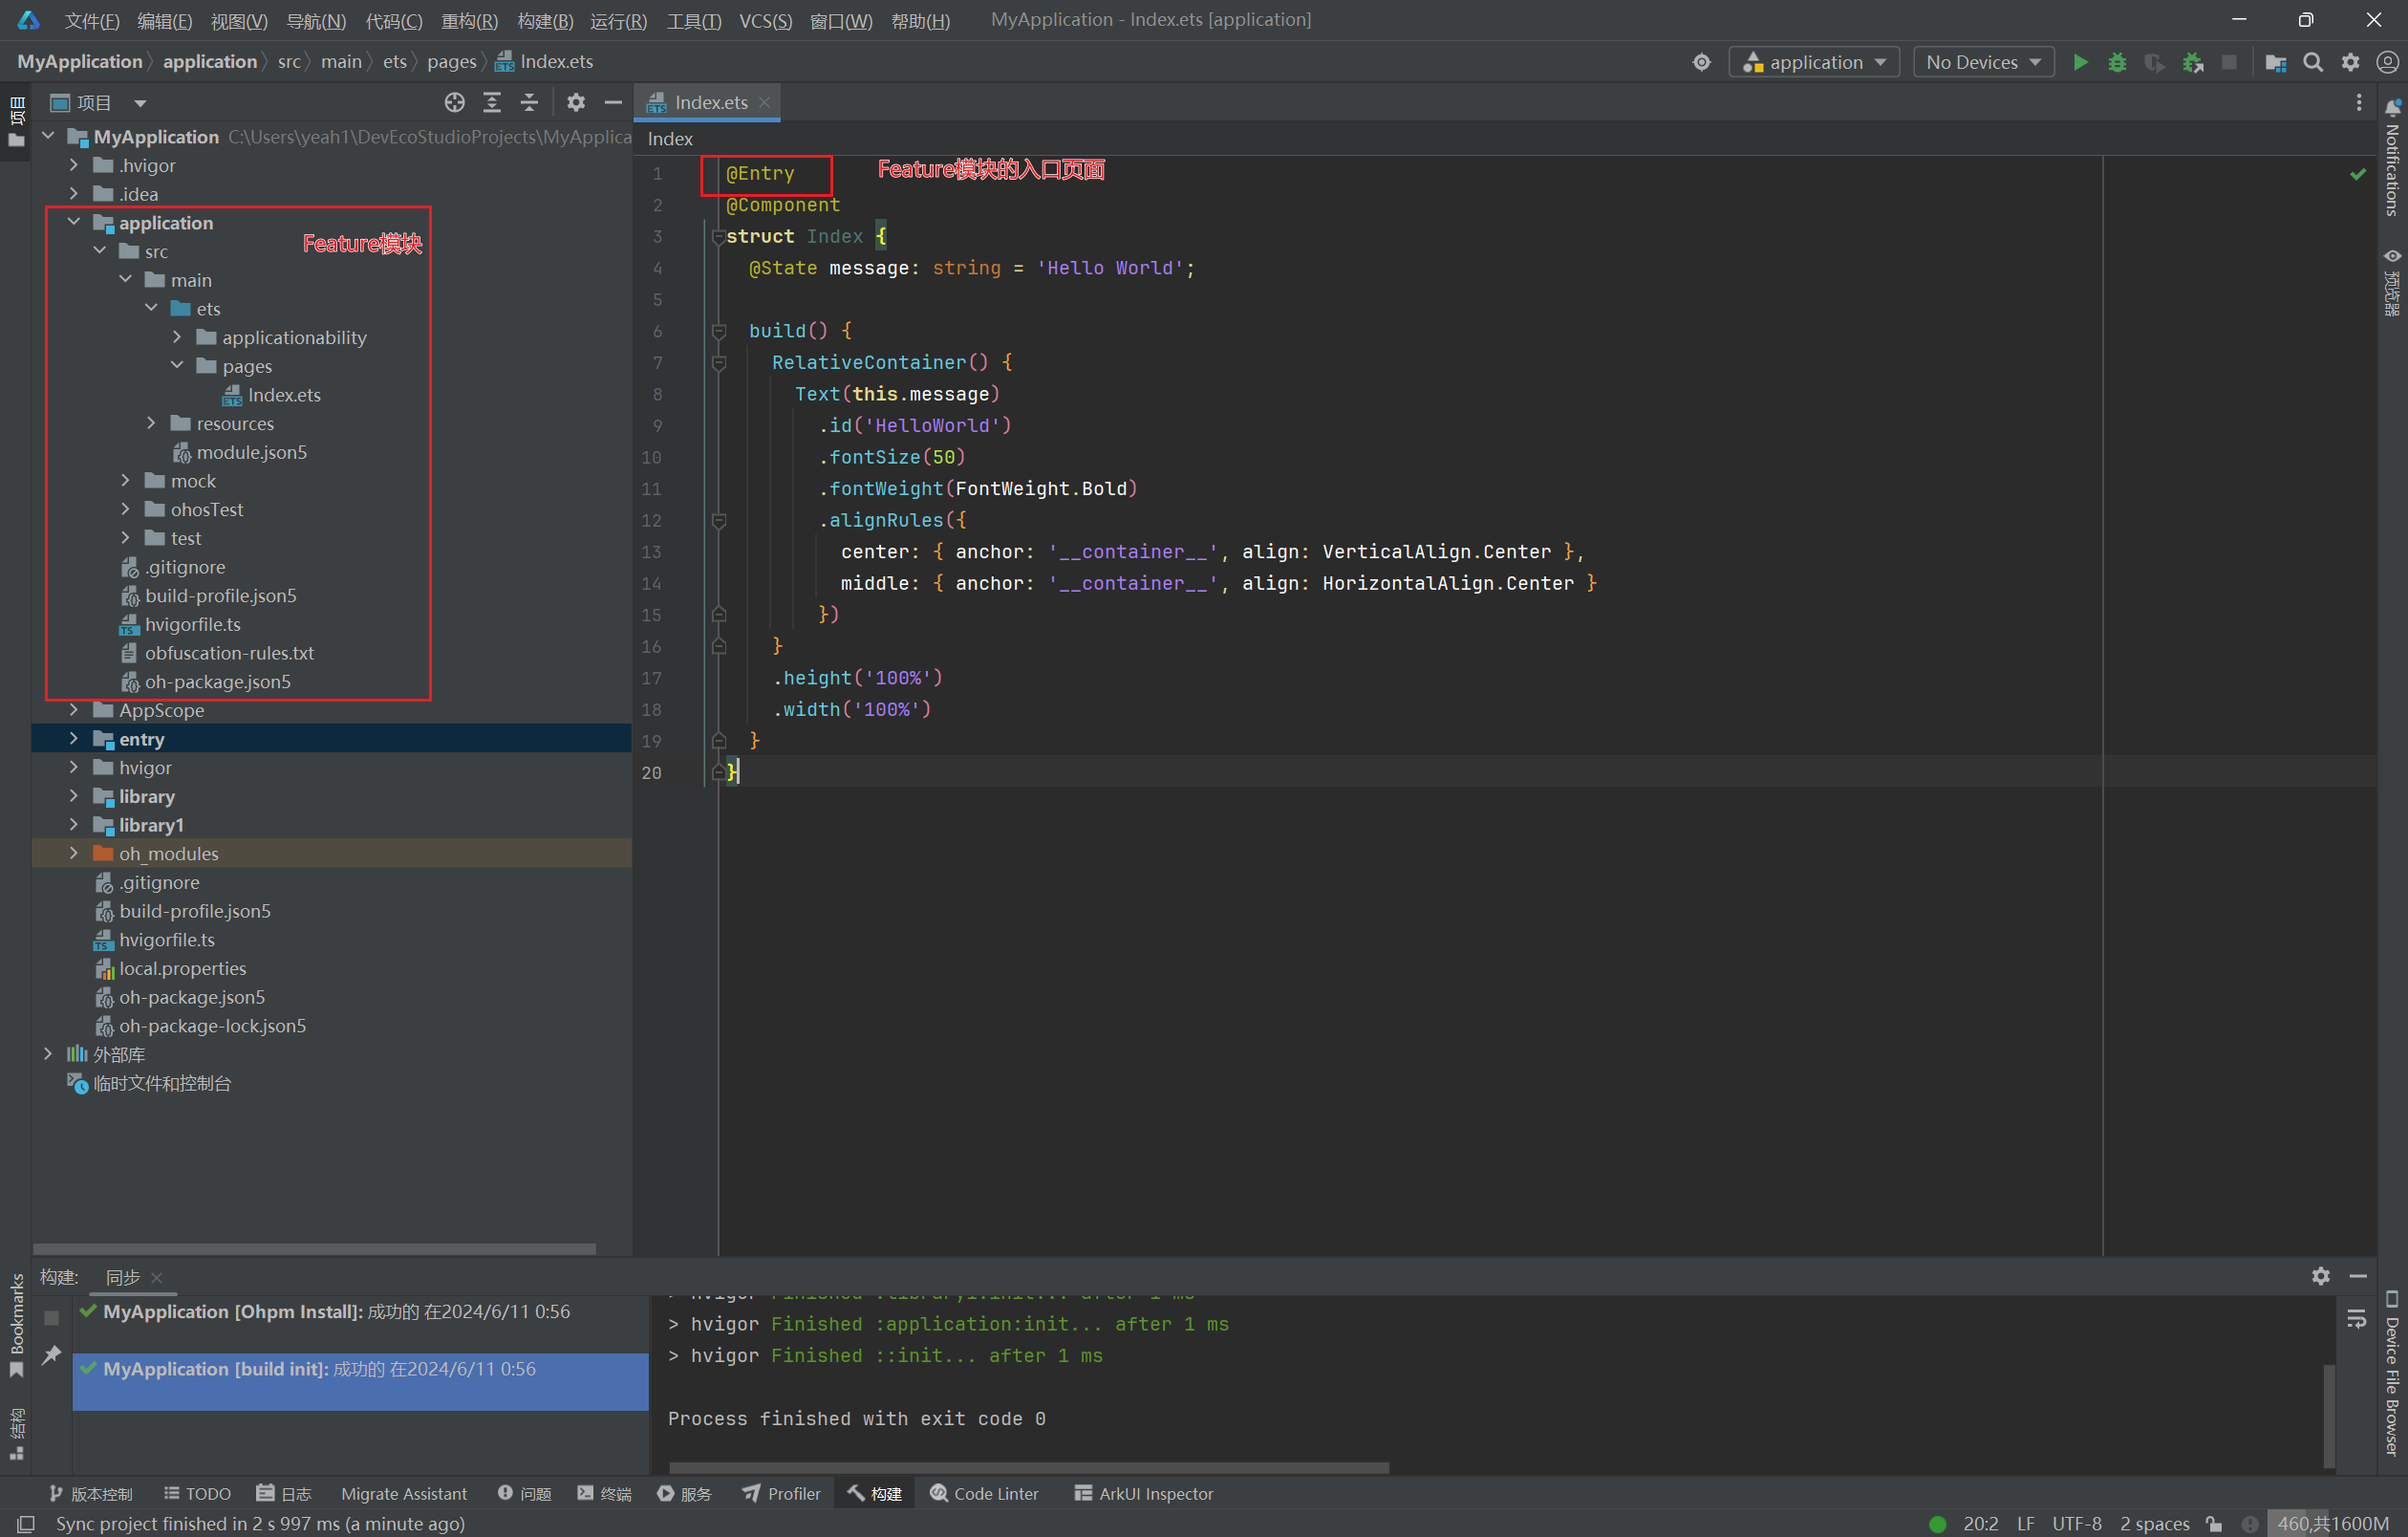 文件(F) 编辑(E) 视图(V) 导航(N) 代码(C) 重构(R) 构建(B) 运行(R) 工具(T) VCS(S) 窗口(W) 帮助(H) MyApplication - Index.ets [application]
MyApplication application src main ets pages Index.ets application No Devices
项目
项目
Index.ets
MyApplication C:\Users\yeah1\DevEcoStudioProjects\MyApplica
.hvigor
.idea
application
Feature模块
src
main
ets
applicationability
pages
Index.ets
resources
module.json5
mock
ohosTest
test
.gitignore
build-profile.json5
hvigorfile.ts
obfuscation-rules.txt
oh-package.json5
AppScope
entry
hvigor
library
library1
oh_modules
.gitignore
build-profile.json5
hvigorfile.ts
local.properties
oh-package.json5
oh-package-lock.json5
外部库
临时文件和控制台
Index
Feature模块的入口页面
1 @Entry
2 @Component
3 struct Index {
4 @State message: string = 'Hello World';
5
6 build() {
7 RelativeContainer() {
8 Text(this.message)
9 .id('HelloWorld')
10 .fontSize(50)
11 .fontWeight(FontWeight.Bold)
12 .alignRules({
13 center: { anchor: '__container__', align: VerticalAlign.Center },
14 middle: { anchor: '__container__', align: HorizontalAlign.Center }
15 })
16 }
17 .height('100%')
18 .width('100%')
19 }
20 }
Notifications
预览器
Device File Browser
Bookmarks
结构
构建: 同步
MyApplication [Ohpm Install]: 成功的 在2024/6/11 0:56
MyApplication [build init]: 成功的 在2024/6/11 0:56
> hvigor Finished :library1:init... after 1 ms
> hvigor Finished :application:init... after 1 ms
> hvigor Finished ::init... after 1 ms
Process finished with exit code 0
版本控制 TODO 日志 Migrate Assistant 问题 终端 服务 Profiler 构建 Code Linter ArkUI Inspector
Sync project finished in 2 s 997 ms (a minute ago) 20:2 LF UTF-8 2 spaces 460,共1600M